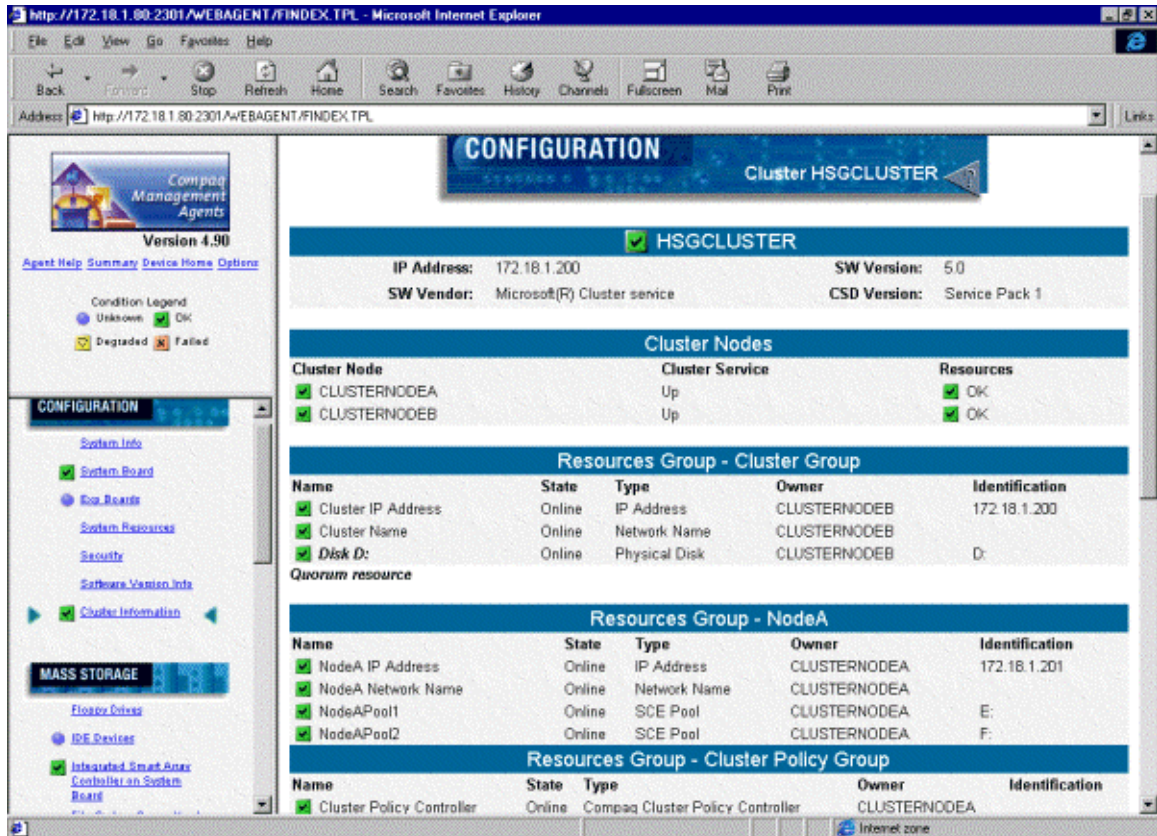 http://172.18.1.80:2301/WEBAGENT/FINDEX.TPL - Microsoft Internet Explorer
File Edit View Go Favorites Help
Back Forward Stop Refresh Home Search Favorites History Channels Fullscreen Mail Print
Address http://172.18.1.80:2301/WEBAGENT/FINDEX.TPL Links
Compaq
Management
Agents
Version 4.90
Agent Help Summary Device Home Options
Condition Legend
Unknown OK
Degraded Failed
CONFIGURATION
System Info
System Board
Exp. Boards
System Resources
Security
Software Version Info
Cluster Information
MASS STORAGE
Floppy Drives
IDE Devices
Integrated Smart Array
Controller on System
Board
CONFIGURATION
Cluster HSGCLUSTER
HSGCLUSTER
IP Address: 172.18.1.200 SW Version: 5.0
SW Vendor: Microsoft(R) Cluster service CSD Version: Service Pack 1
Cluster Nodes
Cluster Node Cluster Service Resources
CLUSTERNODEA Up OK
CLUSTERNODEB Up OK
Resources Group - Cluster Group
Name State Type Owner Identification
Cluster IP Address Online IP Address CLUSTERNODEB 172.18.1.200
Cluster Name Online Network Name CLUSTERNODEB
Disk D: Online Physical Disk CLUSTERNODEB D:
Quorum resource
Resources Group - NodeA
Name State Type Owner Identification
NodeA IP Address Online IP Address CLUSTERNODEA 172.18.1.201
NodeA Network Name Online Network Name CLUSTERNODEA
NodeAPool1 Online SCE Pool CLUSTERNODEA E:
NodeAPool2 Online SCE Pool CLUSTERNODEA F:
Resources Group - Cluster Policy Group
Name State Type Owner Identification
Cluster Policy Controller Online Compaq Cluster Policy Controller CLUSTERNODEA
Internet zone